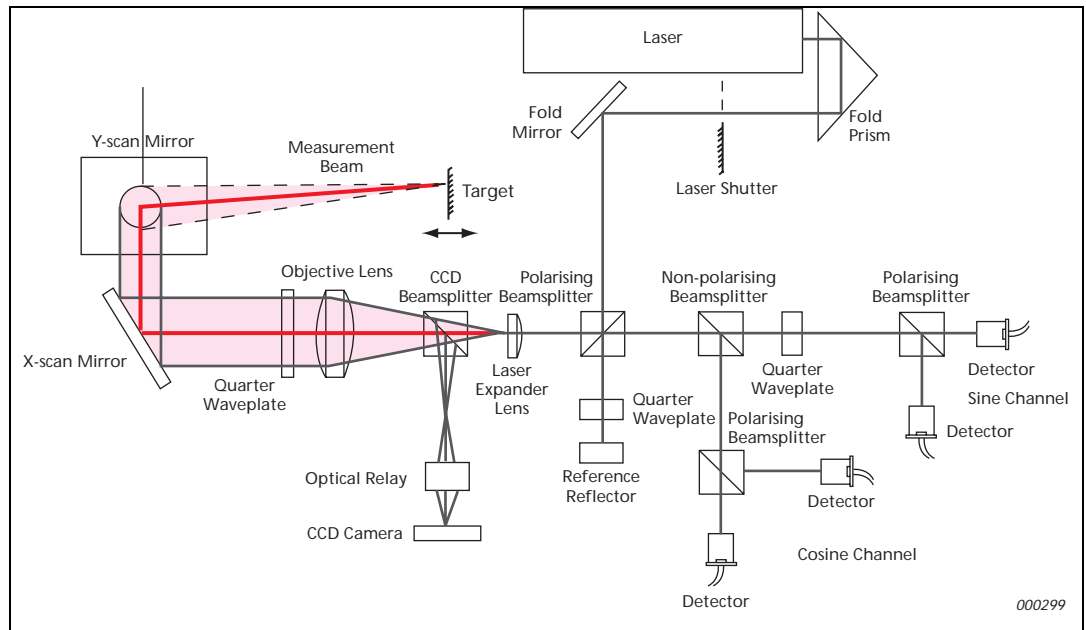 Laser
Fold
Mirror
Fold
Prism
Laser Shutter
Y-scan Mirror
Measurement
Beam
Target
Objective Lens
CCD
Beamsplitter
Polarising
Beamsplitter
Non-polarising
Beamsplitter
Polarising
Beamsplitter
X-scan Mirror
Quarter
Waveplate
Laser
Expander
Lens
Quarter
Waveplate
Quarter
Waveplate
Detector
Sine Channel
Detector
Polarising
Beamsplitter
Optical Relay
Reference
Reflector
Detector
CCD Camera
Cosine Channel
Detector
000299